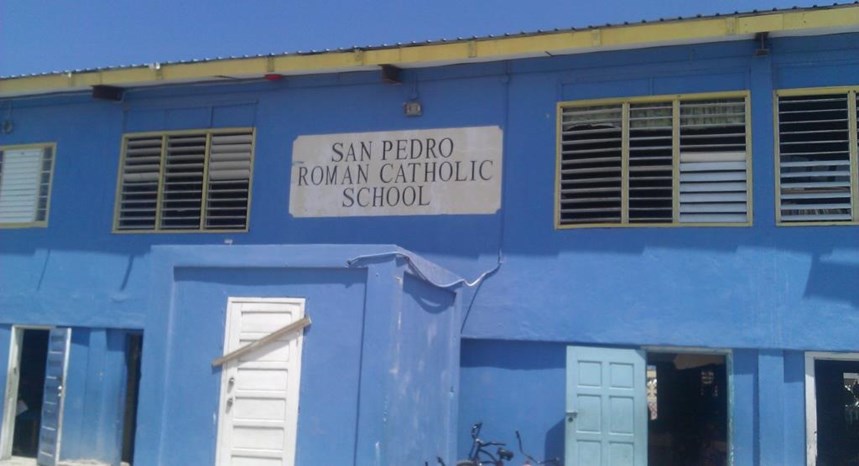 SAN PEDRO
ROMAN CATHOLIC
SCHOOL